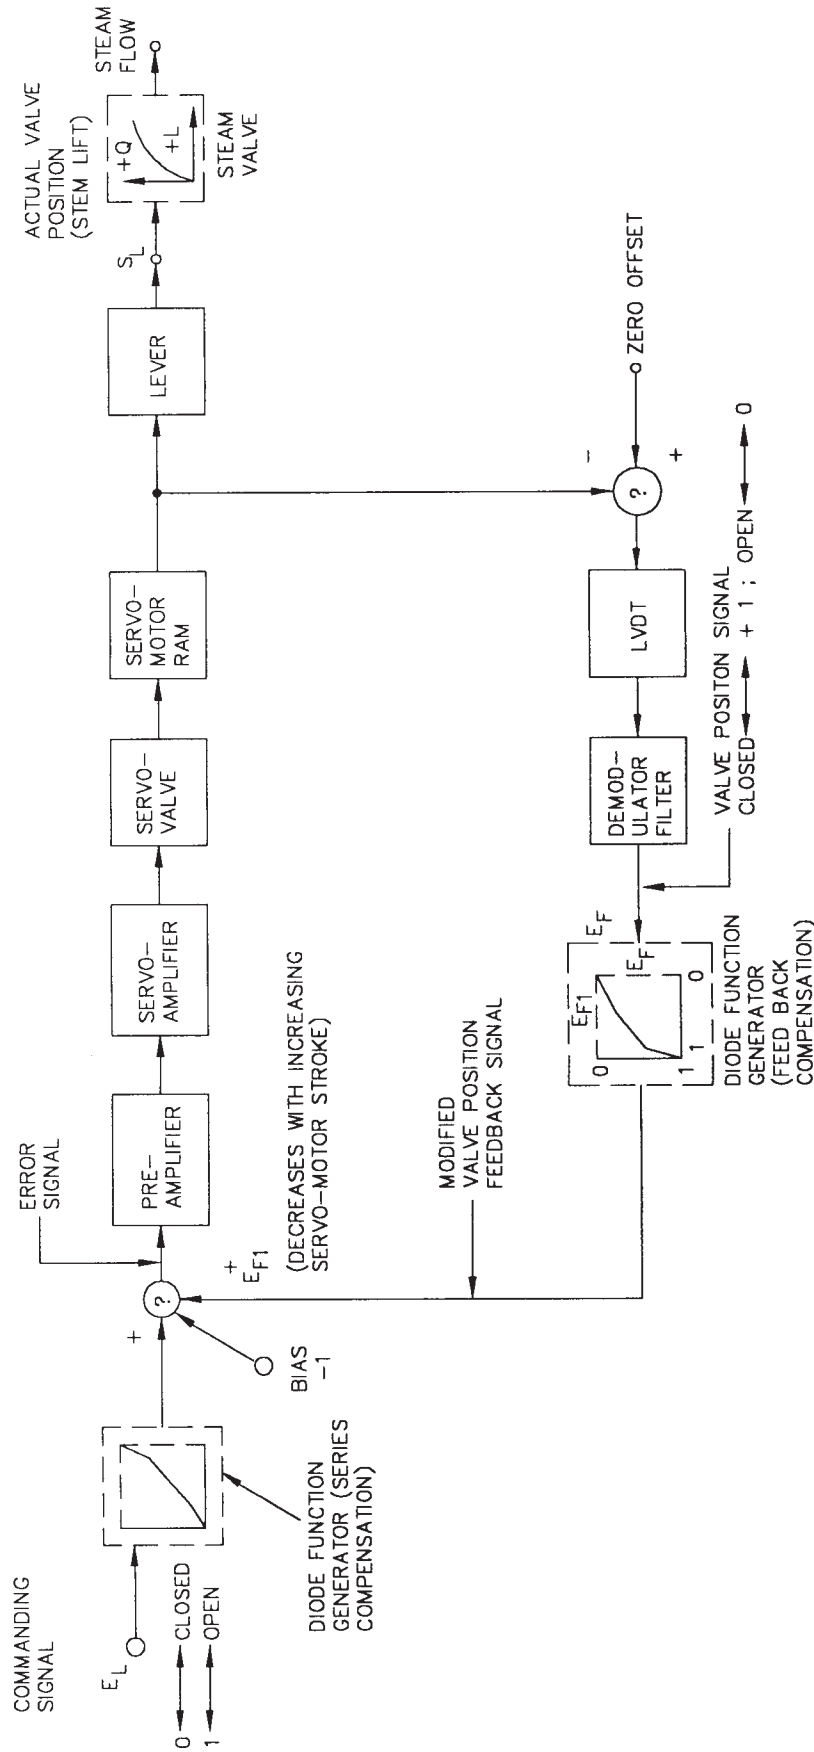 COMMANDING
SIGNAL
E_L
0 CLOSED
1 OPEN
DIODE FUNCTION
GENERATOR (SERIES
COMPENSATION)
+
?
BIAS
-1
ERROR
SIGNAL
+
E_F1
(DECREASES WITH INCREASING
SERVO-MOTOR STROKE)
PRE-
AMPLIFIER
SERVO-
AMPLIFIER
SERVO-
VALVE
SERVO-
MOTOR
RAM
LEVER
S_L
ACTUAL VALVE
POSITION
(STEM LIFT)
+Q
+L
STEAM
VALVE
STEAM
FLOW
MODIFIED
VALVE POSITION
FEEDBACK SIGNAL
E_F1
E_F
E_F
0
1
1
0
DIODE FUNCTION
GENERATOR
(FEED BACK
COMPENSATION)
DEMOD-
ULATOR
FILTER
LVDT
-
?
+
ZERO OFFSET
VALVE POSITON SIGNAL
CLOSED + 1 ; OPEN 0